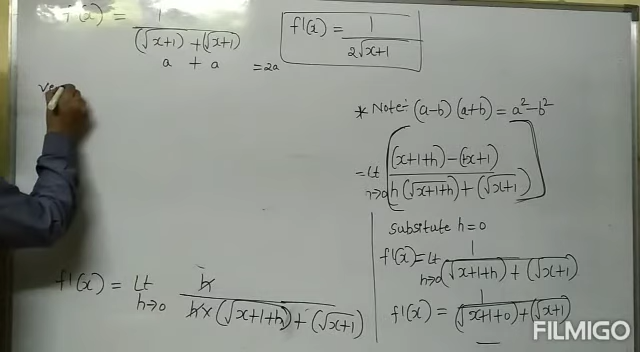 f'(x) = 1 / (√x+1) + (√x+1)
a + a = 2a
f'(x) = 1 / 2√x+1
Ve
* Note:- (a-b) (a+b) = a² - b²
= Lt h→0 [ (x+1+h) - (x+1) / h (√x+1+h) + (√x+1) ]
substitute h = 0
f'(x) = Lt h→0 1 / (√x+1+h) + (√x+1)
f'(x) = 1 / (√x+1+0) + (√x+1)
f'(x) = Lt h→0 h / h × (√x+1+h) + (√x+1)
FILMIGO